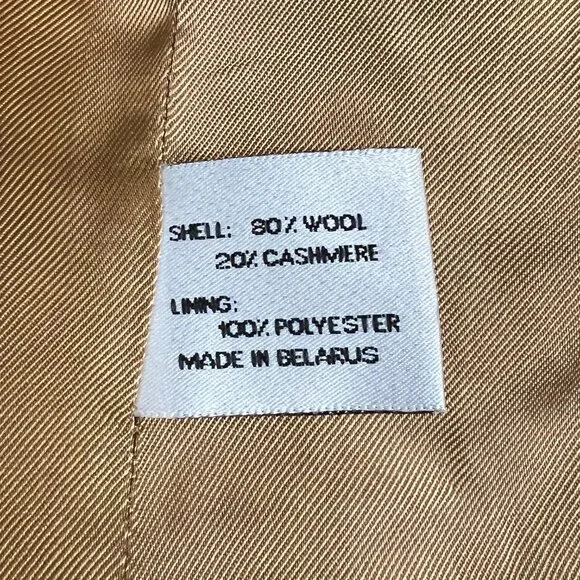 SHELL: 80% WOOL
20% CASHMERE
LINING:
100% POLYESTER
MADE IN BELARUS